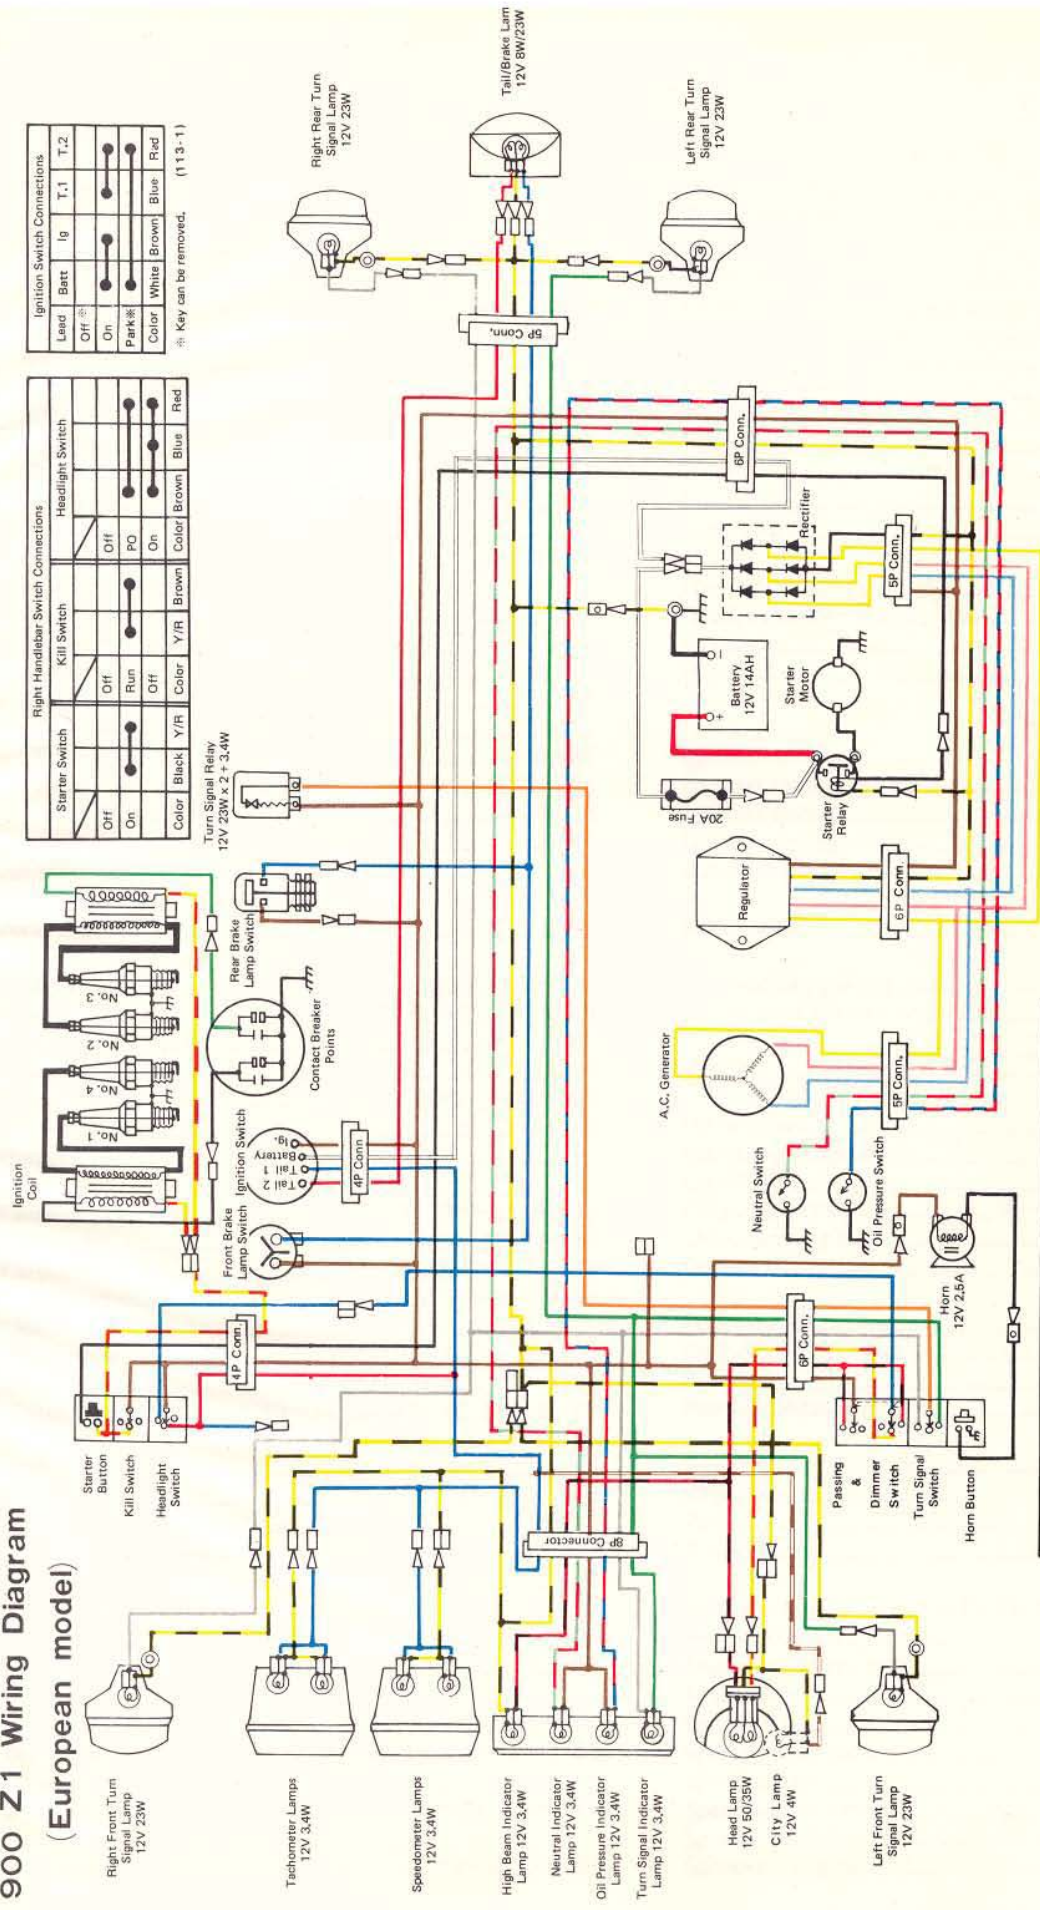 900 Z1 Wiring Diagram
(European model)
Right Front Turn
Signal Lamp
12V 23W
Tachometer Lamps
12V 3.4W
Speedometer Lamps
12V 3.4W
High Beam Indicator
Lamp 12V 3.4W
Neutral Indicator
Lamp 12V 3.4W
Oil Pressure Indicator
Lamp 12V 3.4W
Turn Signal Indicator
Lamp 12V 3.4W
Head Lamp
12V 50/35W
City Lamp
12V 4W
Left Front Turn
Signal Lamp
12V 23W
Starter
Button
Kill Switch
Headlight
Switch
4P Conn.
8P Connector
Passing
&
Dimmer
Switch
Turn Signal
Switch
Horn Button
6P Conn.
Horn
12V 2.5A
Ignition
Coil
No. 1
No. 4
No. 2
No. 3
Front Brake
Lamp Switch
Ignition Switch
Ig.
Battery
Tail 1
Tail 2
4P Conn
Contact Breaker
Points
Rear Brake
Lamp Switch
Turn Signal Relay
12V 23W x 2 + 3.4W
Neutral Switch
Oil Pressure Switch
A.C. Generator
5P Conn.
Regulator
6P Conn.
20A Fuse
Starter
Relay
Starter
Motor
Battery
12V 14AH
+
−
Rectifier
5P Conn.
6P Conn.
5P Conn.
Right Rear Turn
Signal Lamp
12V 23W
Tail/Brake Lam
12V 8W/23W
Left Rear Turn
Signal Lamp
12V 23W
Right Handlebar Switch Connections
Starter Switch Kill Switch Headlight Switch
Off Off Off
On Run PO
Off On
Color Black Y/R Color Y/R Brown Color Brown Blue Red
Ignition Switch Connections
Lead Batt Ig T.1 T.2
Off ※
On
Park※
Color White Brown Blue Red
※ Key can be removed. (113-1)